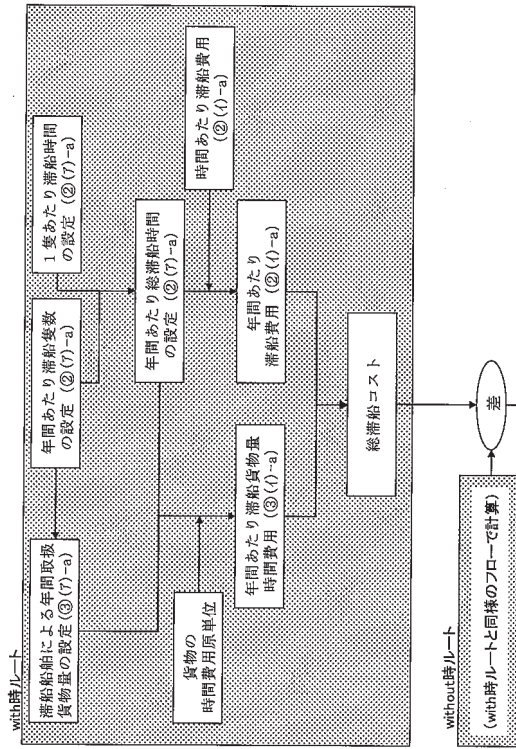 with時ルート
滞船船舶による年間取扱
貨物量の設定(③(ｱ)-a)
年間あたり滞船隻数
の設定 (②(ｱ)-a)
１隻あたり滞船時間
の設定 (②(ｱ)-a)
年間あたり総滞船時間
の設定 (②(ｱ)-a)
時間あたり滞船費用
(②(ｲ)-a)
貨物の
時間費用原単位
年間あたり滞船貨物量
時間費用 (③(ｲ)-a)
年間あたり
滞船費用 (②(ｲ)-a)
総滞船コスト
without時ルート
(with時ルートと同様のフローで計算)
差